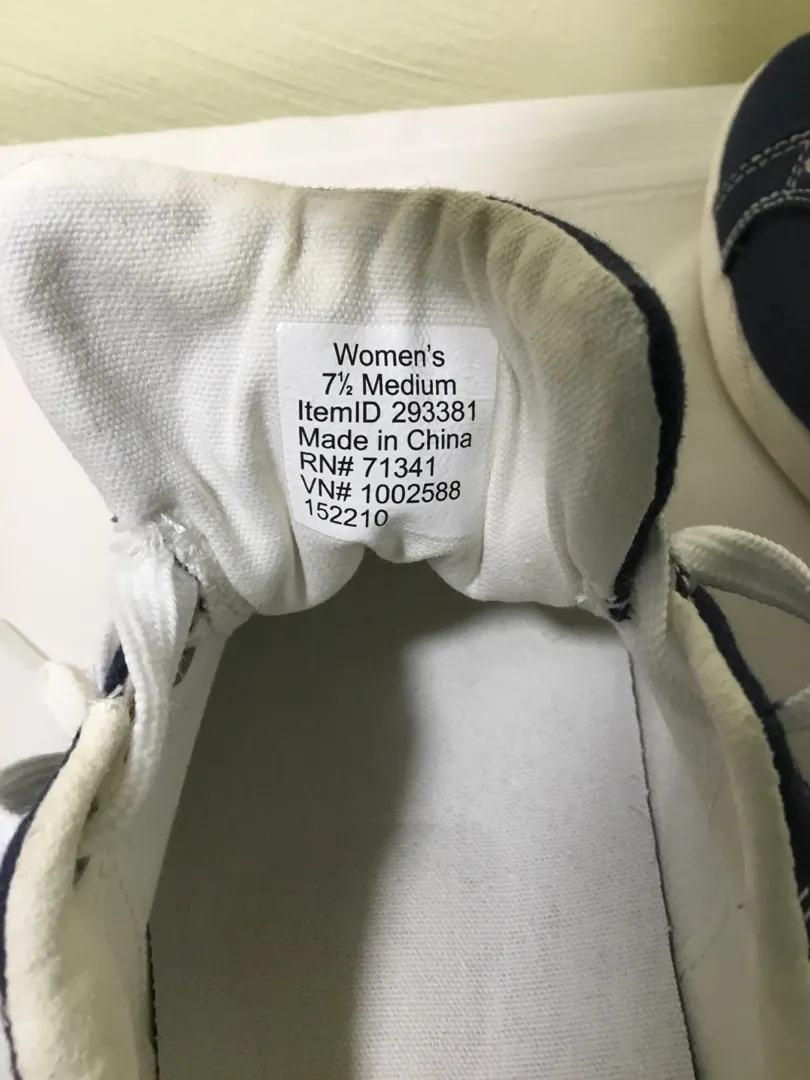 Women's
7½ Medium
ItemID 293381
Made in China
RN# 71341
VN# 1002588
152210